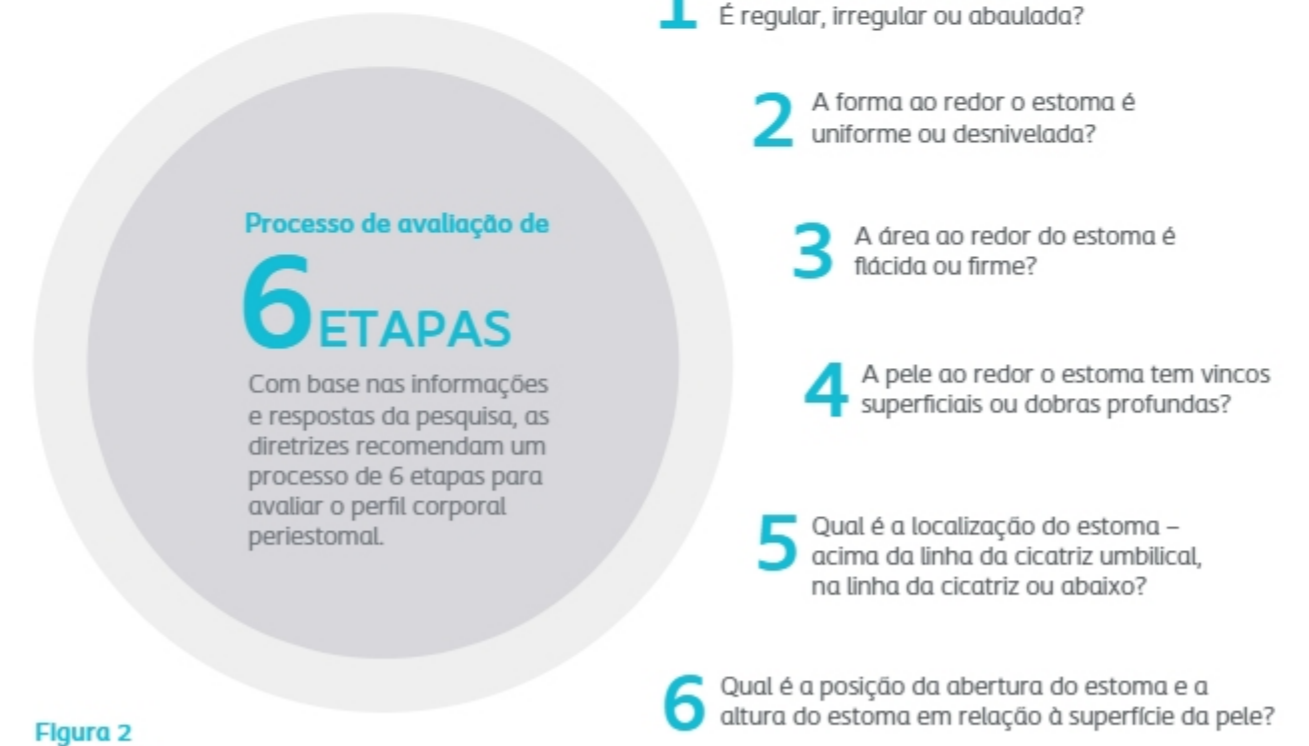 Processo de avaliação de
6 ETAPAS
Com base nas informações
e respostas da pesquisa, as
diretrizes recomendam um
processo de 6 etapas para
avaliar o perfil corporal
periestomal.
1 É regular, irregular ou abaulada?
2 A forma ao redor o estoma é
uniforme ou desnivelada?
3 A área ao redor do estoma é
flácida ou firme?
4 A pele ao redor o estoma tem vincos
superficiais ou dobras profundas?
5 Qual é a localização do estoma –
acima da linha da cicatriz umbilical,
na linha da cicatriz ou abaixo?
6 Qual é a posição da abertura do estoma e a
altura do estoma em relação à superfície da pele?
Figura 2